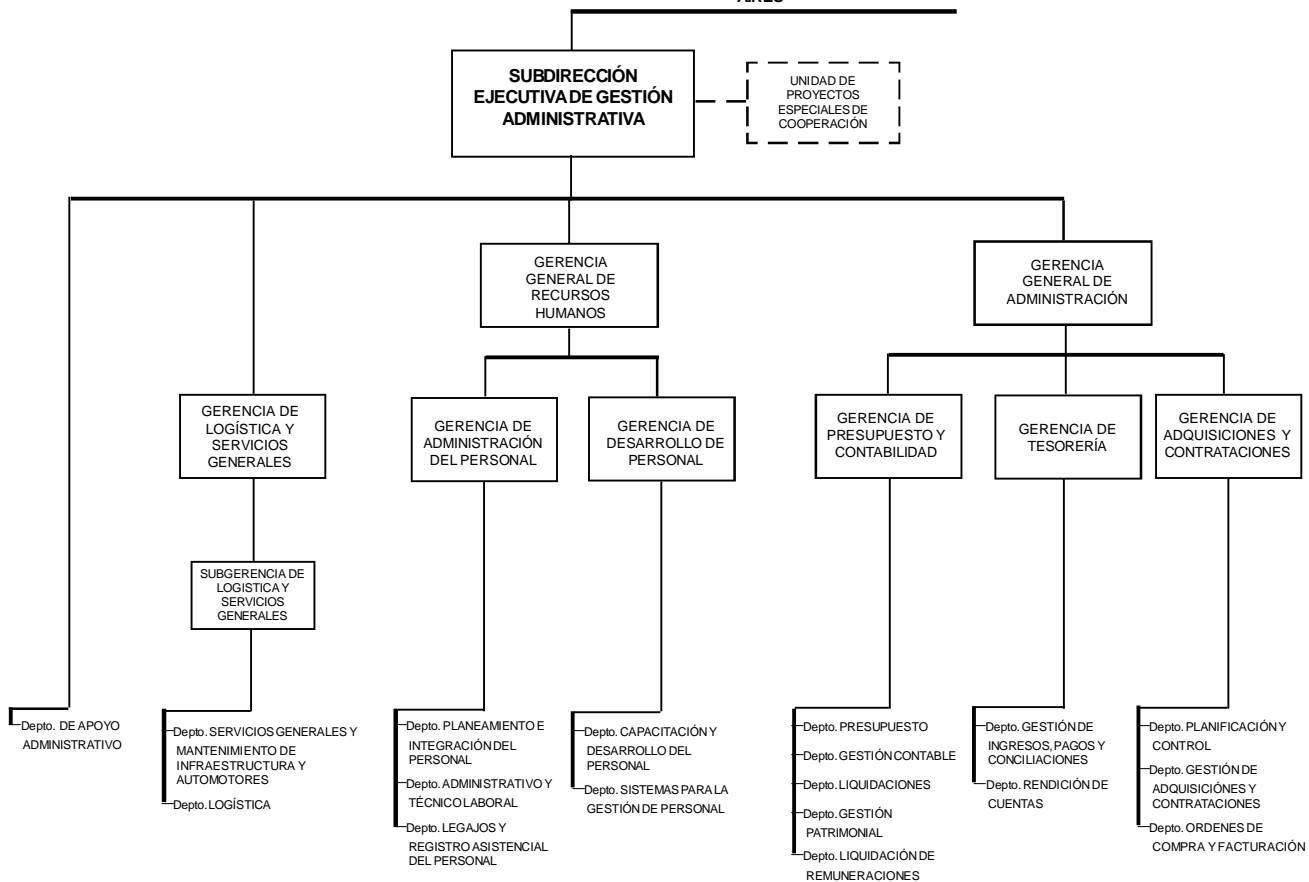 AIRES
SUBDIRECCIÓN
EJECUTIVA DE GESTIÓN
ADMINISTRATIVA
UNIDAD DE
PROYECTOS
ESPECIALES DE
COOPERACIÓN
GERENCIA
GENERAL DE
RECURSOS
HUMANOS
GERENCIA
GENERAL DE
ADMINISTRACIÓN
GERENCIA DE
LOGÍSTICA Y
SERVICIOS
GENERALES
GERENCIA DE
ADMINISTRACIÓN
DEL PERSONAL
GERENCIA DE
DESARROLLO DE
PERSONAL
GERENCIA DE
PRESUPUESTO Y
CONTABILIDAD
GERENCIA DE
TESORERÍA
GERENCIA DE
ADQUISICIONES Y
CONTRATACIONES
SUBGERENCIA DE
LOGISTICA Y
SERVICIOS
GENERALES
Depto. DE APOYO
ADMINISTRATIVO
Depto. SERVICIOS GENERALES Y
MANTENIMIENTO DE
INFRAESTRUCTURA Y
AUTOMOTORES
Depto. LOGÍSTICA
Depto. PLANEAMIENTO E
INTEGRACIÓN DEL
PERSONAL
Depto. ADMINISTRATIVO Y
TÉCNICO LABORAL
Depto. LEGAJOS Y
REGISTRO ASISTENCIAL
DEL PERSONAL
Depto. CAPACITACIÓN Y
DESARROLLO DEL
PERSONAL
Depto. SISTEMAS PARA LA
GESTIÓN DE PERSONAL
Depto. PRESUPUESTO
Depto. GESTIÓN CONTABLE
Depto. LIQUIDACIONES
Depto. GESTIÓN
PATRIMONIAL
Depto. LIQUIDACIÓN DE
REMUNERACIONES
Depto. GESTIÓN DE
INGRESOS, PAGOS Y
CONCILIACIONES
Depto. RENDICIÓN DE
CUENTAS
Depto. PLANIFICACIÓN Y
CONTROL
Depto. GESTIÓN DE
ADQUISICIÓNES Y
CONTRATACIONES
Depto. ORDENES DE
COMPRA Y FACTURACIÓN